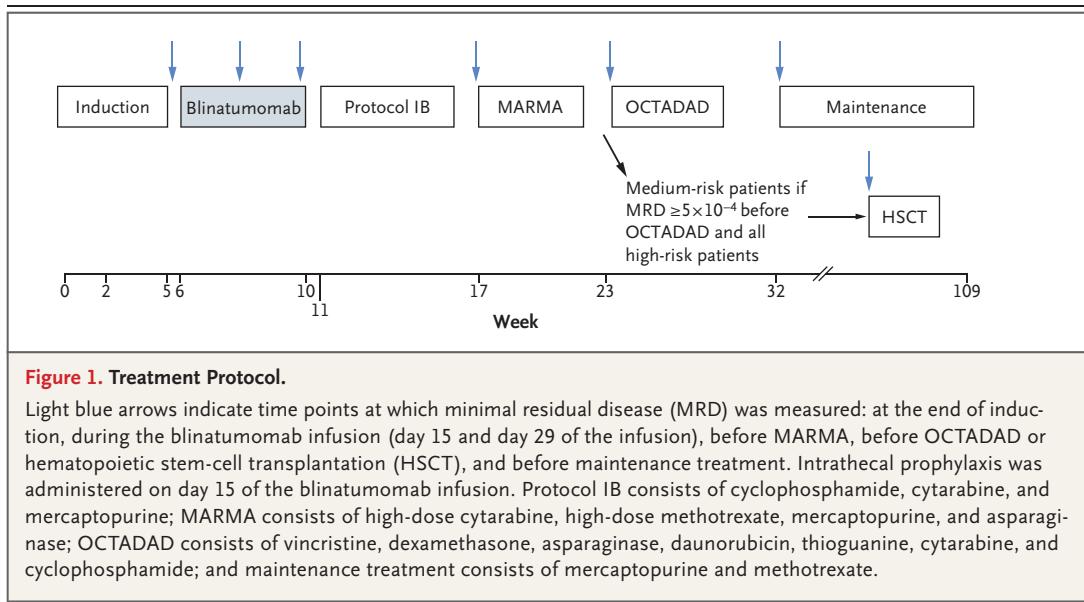 Induction
Blinatumomab
Protocol IB
MARMA
OCTADAD
Maintenance
Medium-risk patients if
MRD ≥5×10⁻⁴ before
OCTADAD and all
high-risk patients
HSCT
0 2 5 6 10 11 17 23 32 109
Week
Figure 1. Treatment Protocol.
Light blue arrows indicate time points at which minimal residual disease (MRD) was measured: at the end of induc-
tion, during the blinatumomab infusion (day 15 and day 29 of the infusion), before MARMA, before OCTADAD or
hematopoietic stem-cell transplantation (HSCT), and before maintenance treatment. Intrathecal prophylaxis was
administered on day 15 of the blinatumomab infusion. Protocol IB consists of cyclophosphamide, cytarabine, and
mercaptopurine; MARMA consists of high-dose cytarabine, high-dose methotrexate, mercaptopurine, and asparagi-
nase; OCTADAD consists of vincristine, dexamethasone, asparaginase, daunorubicin, thioguanine, cytarabine, and
cyclophosphamide; and maintenance treatment consists of mercaptopurine and methotrexate.